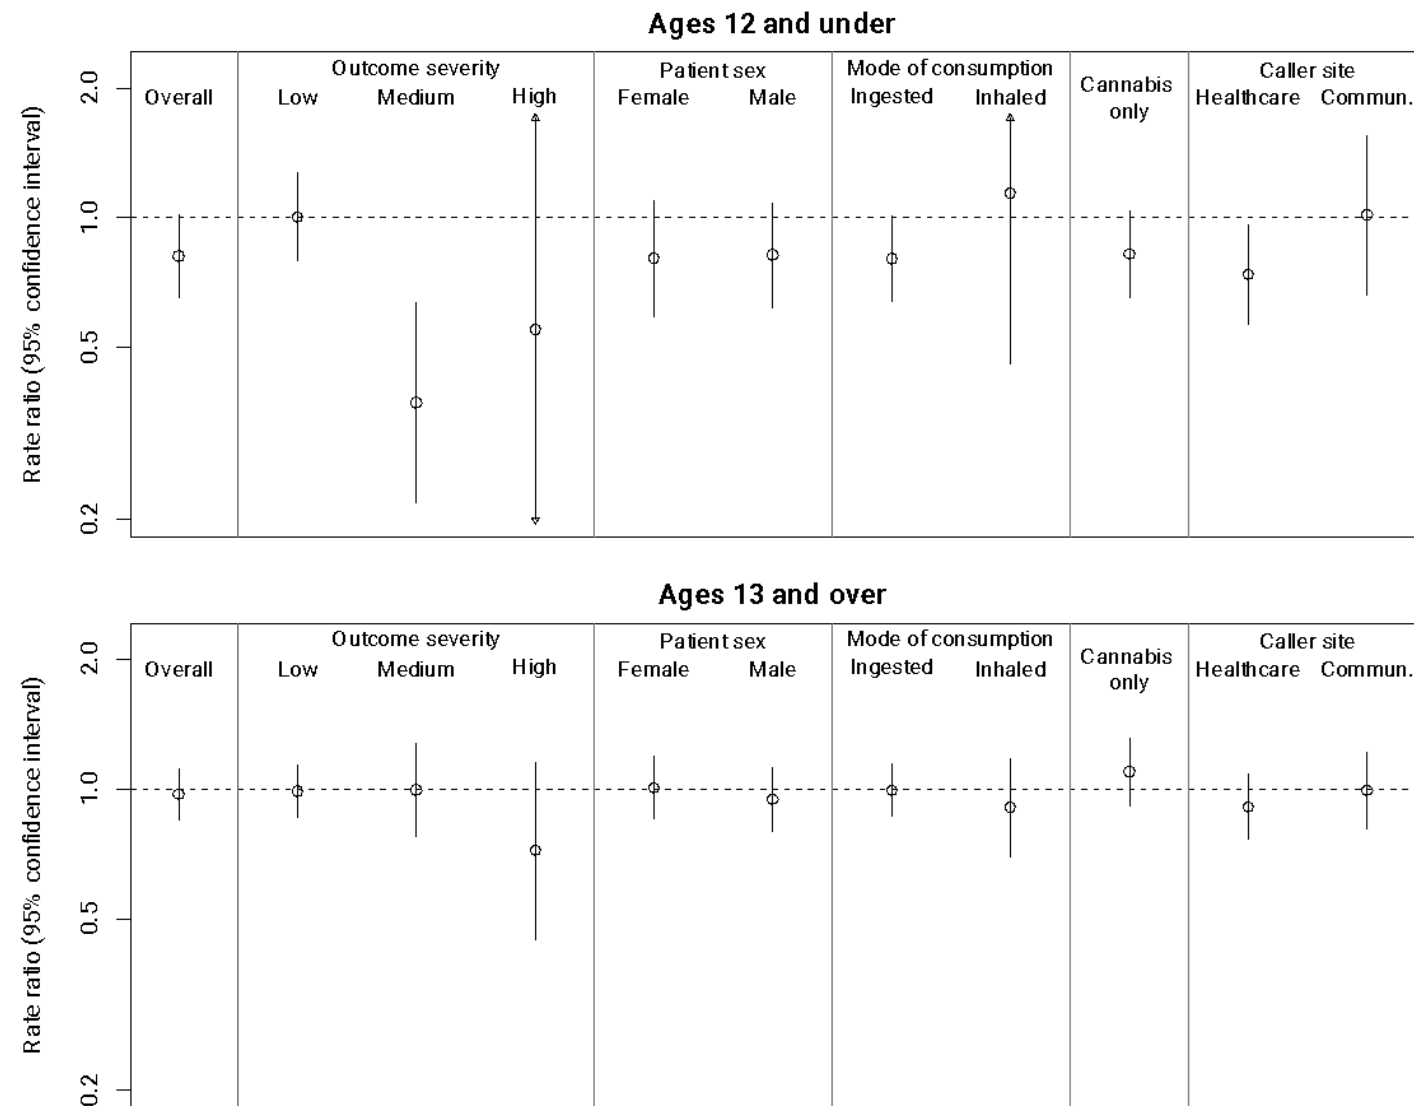 Ages 12 and under
Rate ratio (95% confidence interval)
2.0
1.0
0.5
0.2
Overall
Outcome severity
Low Medium High
Patient sex
Female Male
Mode of consumption
Ingested Inhaled
Cannabis
only
Caller site
Healthcare Commun.
Ages 13 and over
Rate ratio (95% confidence interval)
2.0
1.0
0.5
0.2
Overall
Outcome severity
Low Medium High
Patient sex
Female Male
Mode of consumption
Ingested Inhaled
Cannabis
only
Caller site
Healthcare Commun.